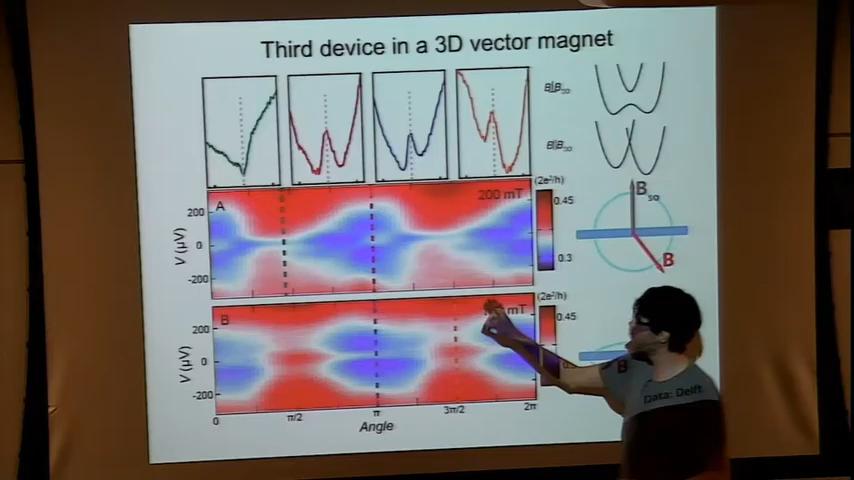 Third device in a 3D vector magnet
B||B_so
B||B_so
A
200 mT
(2e²/h)
0.45
0.3
200
0
-200
V (μV)
B_so
B
B
mT
(2e²/h)
0.45
200
0
-200
V (μV)
B
0
π/2
π
3π/2
2π
Angle
Data: Delft